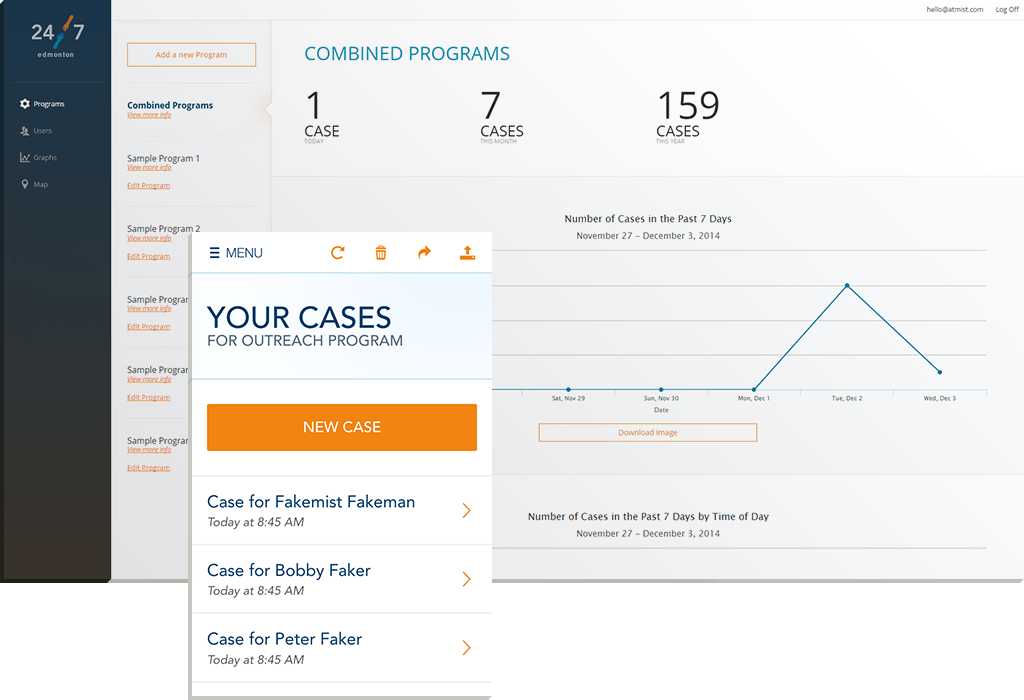 hello@atmist.com Log Off
24 7
edmonton
Programs
Users
Graphs
Map
Add a new Program
Combined Programs
View more info
Sample Program 1
View more info
Edit Program
Sample Program 2
View more info
Edit Program
Sample Progra
View more info
Edit Program
Sample Progra
View more info
Edit Program
Sample Progra
View more info
Edit Program
COMBINED PROGRAMS
1
CASE
TODAY
7
CASES
THIS MONTH
159
CASES
THIS YEAR
Number of Cases in the Past 7 Days
November 27 – December 3, 2014
Sat, Nov 29
Sun, Nov 30
Mon, Dec 1
Tue, Dec 2
Wed, Dec 3
Date
Download Image
Number of Cases in the Past 7 Days by Time of Day
November 27 – December 3, 2014
MENU
YOUR CASES
FOR OUTREACH PROGRAM
NEW CASE
Case for Fakemist Fakeman
Today at 8:45 AM
Case for Bobby Faker
Today at 8:45 AM
Case for Peter Faker
Today at 8:45 AM